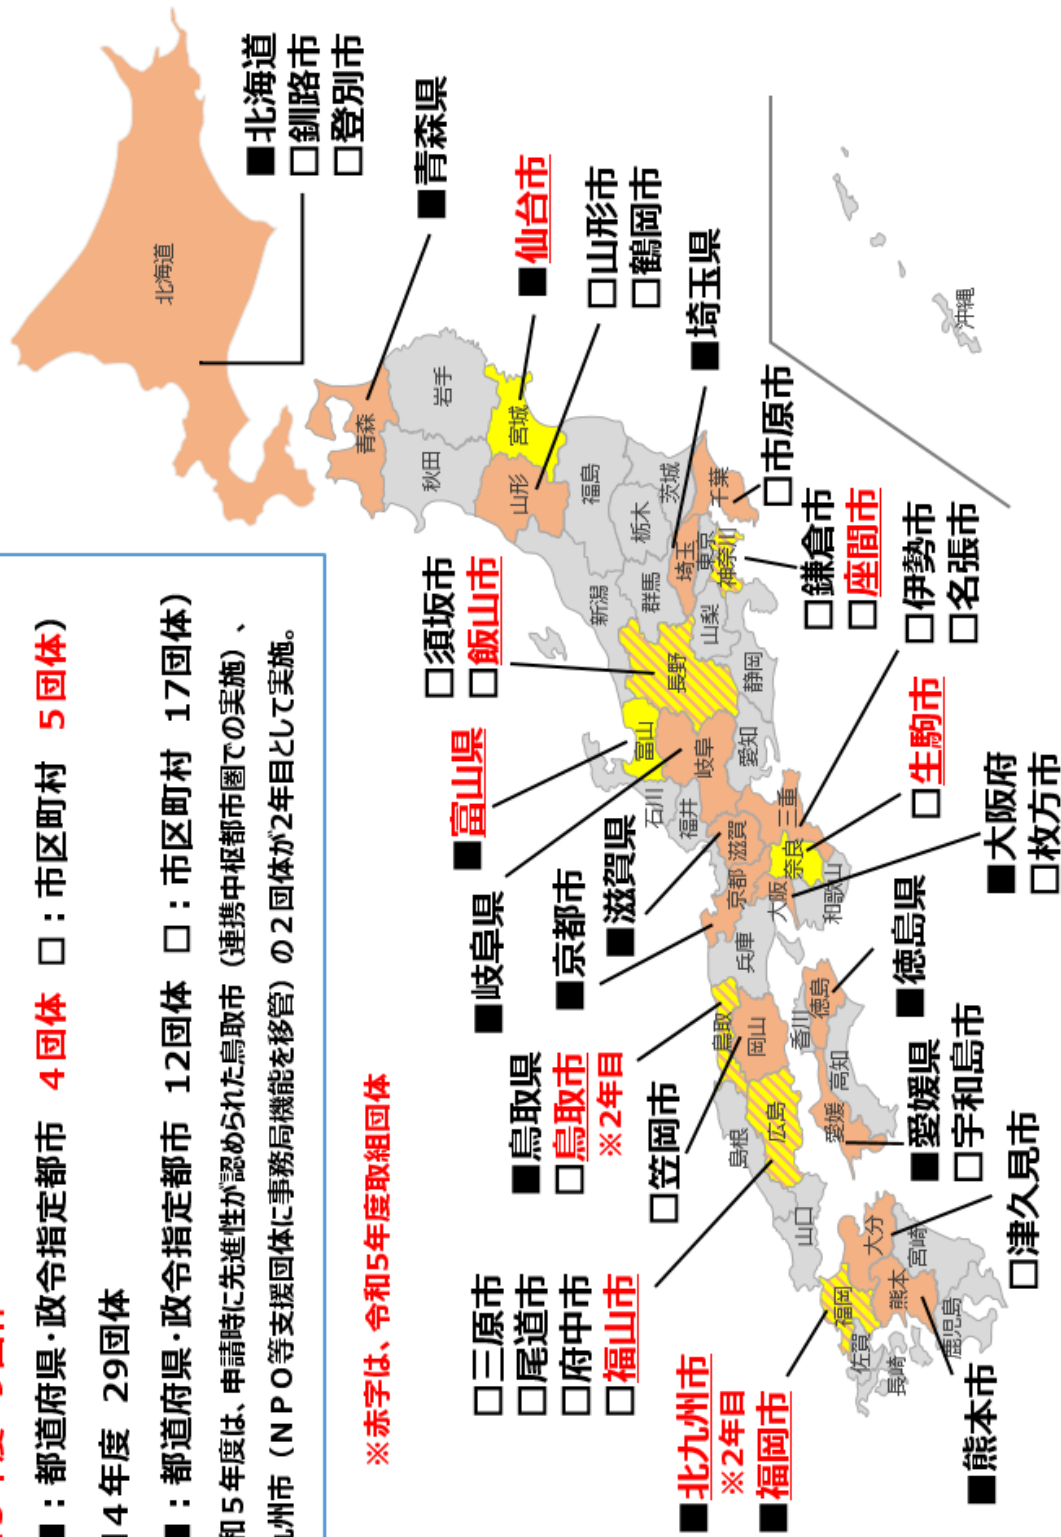 ■：都道府県・政令指定都市 4団体 □：市区町村 5団体）
4年度 29団体
■：都道府県・政令指定都市 12団体 □：市区町村 17団体）
和5年度は、申請時に先進性が認められた鳥取市（連携中枢都市圏での実施）、
九州市（NPO等支援団体に事務局機能を移管）の2団体が2年目として実施。
※赤字は、令和5年度取組団体
■北海道
□釧路市
□登別市
■青森県
■仙台市
□山形市
□鶴岡市
■埼玉県
□市原市
□鎌倉市
□座間市
□須坂市
□飯山市
■富山県
■岐阜県
■京都市
■滋賀県
□伊勢市
□名張市
□生駒市
■大阪府
□枚方市
■鳥取県
□鳥取市
※2年目
□笠岡市
□三原市
□尾道市
□府中市
□福山市
■徳島県
■愛媛県
□宇和島市
■北九州市
※2年目
■福岡市
■熊本市
□津久見市
北海道
青森
岩手
秋田
宮城
山形
福島
新潟
栃木
茨城
群馬
埼玉
千葉
東京
神奈川
山梨
長野
静岡
富山
石川
岐阜
愛知
福井
滋賀
三重
京都
奈良
大阪
和歌山
兵庫
鳥取
岡山
島根
広島
山口
香川
徳島
高知
愛媛
福岡
佐賀
長崎
大分
熊本
宮崎
鹿児島
沖縄